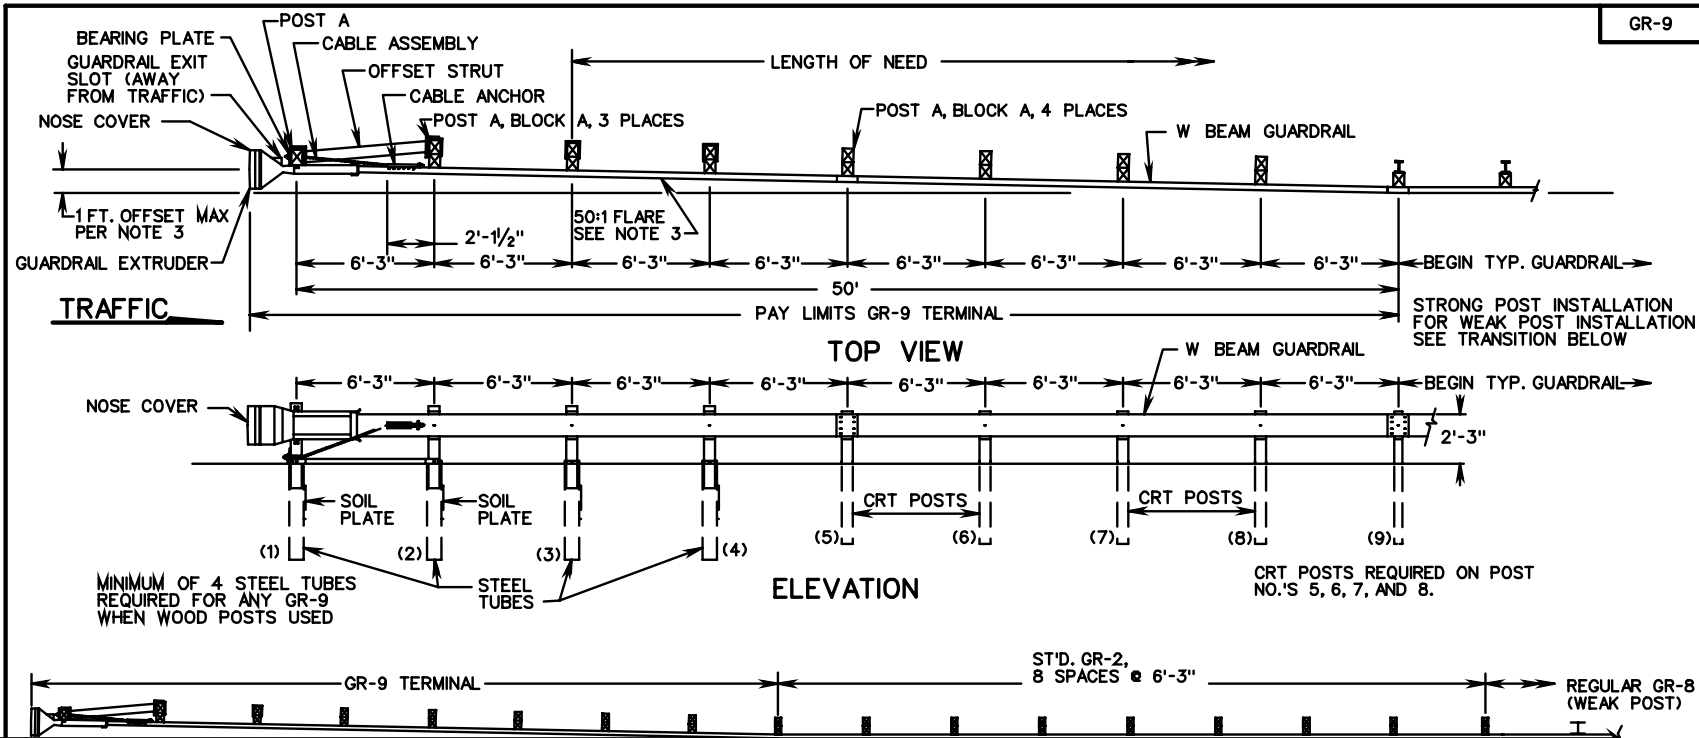 GR-9
POST A
BEARING PLATE
CABLE ASSEMBLY
GUARDRAIL EXIT
SLOT (AWAY
FROM TRAFFIC)
OFFSET STRUT
LENGTH OF NEED
CABLE ANCHOR
NOSE COVER
POST A, BLOCK A, 3 PLACES
POST A, BLOCK A, 4 PLACES
W BEAM GUARDRAIL
1 FT. OFFSET MAX
PER NOTE 3
50:1 FLARE
SEE NOTE 3
2'-1½"
GUARDRAIL EXTRUDER
6'-3" 6'-3" 6'-3" 6'-3" 6'-3" 6'-3" 6'-3" 6'-3"
BEGIN TYP. GUARDRAIL
50'
TRAFFIC
PAY LIMITS GR-9 TERMINAL
STRONG POST INSTALLATION
FOR WEAK POST INSTALLATION
SEE TRANSITION BELOW
TOP VIEW
W BEAM GUARDRAIL
6'-3" 6'-3" 6'-3" 6'-3" 6'-3" 6'-3" 6'-3" 6'-3"
BEGIN TYP. GUARDRAIL
NOSE COVER
2'-3"
SOIL
PLATE
SOIL
PLATE
CRT POSTS
CRT POSTS
(1) (2) (3) (4) (5) (6) (7) (8) (9)
MINIMUM OF 4 STEEL TUBES
REQUIRED FOR ANY GR-9
WHEN WOOD POSTS USED
STEEL
TUBES
ELEVATION
CRT POSTS REQUIRED ON POST
NO.'S 5, 6, 7, AND 8.
GR-9 TERMINAL
ST'D. GR-2,
8 SPACES @ 6'-3"
REGULAR GR-8
(WEAK POST)